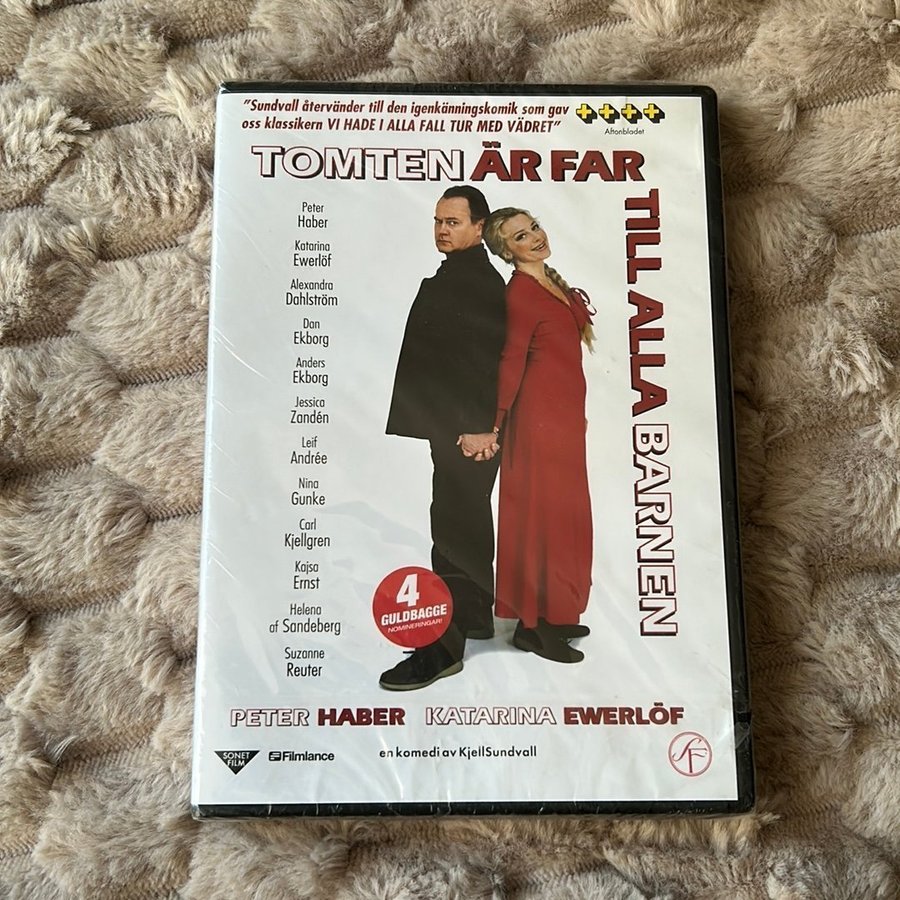 "Sundvall återvänder till den igenkänningskomik som gav
oss klassikern VI HADE I ALLA FALL TUR MED VÄDRET"
Aftonbladet
TOMTEN ÄR FAR
TILL ALLA BARNEN
Peter
Haber
Katarina
Ewerlöf
Alexandra
Dahlström
Dan
Ekborg
Anders
Ekborg
Jessica
Zandén
Leif
Andrée
Nina
Gunke
Carl
Kjellgren
Kajsa
Ernst
Helena
af Sandeberg
Suzanne
Reuter
4
GULDBAGGE
NOMINERINGAR!
PETER HABER KATARINA EWERLÖF
SONET
FILM
Filmlance
en komedi av KjellSundvall
SF